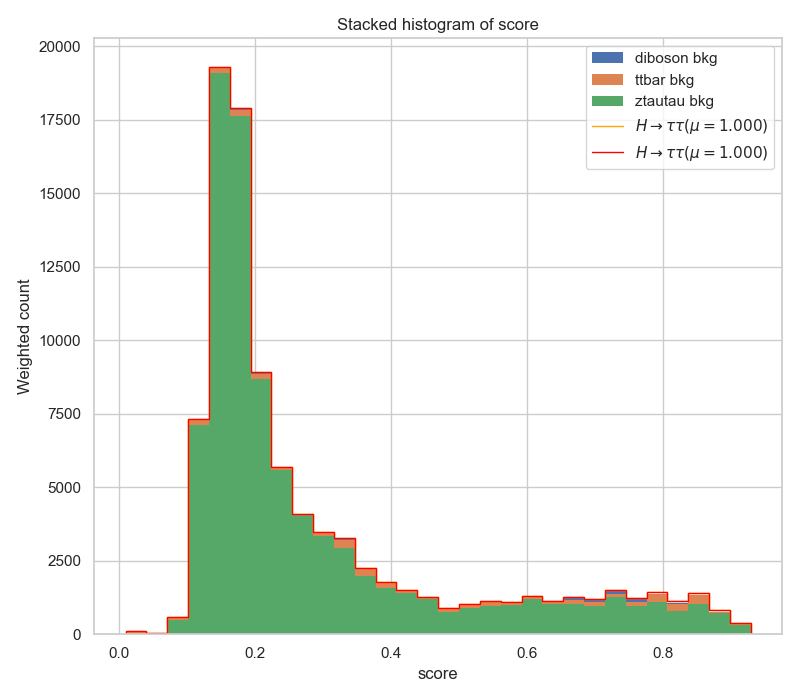 Stacked histogram of score
20000
17500
15000
12500
10000
7500
5000
2500
0
Weighted count
diboson bkg
ttbar bkg
ztautau bkg
H → ττ(μ = 1.000)
H → ττ(μ = 1.000)
0.0 0.2 0.4 0.6 0.8
score